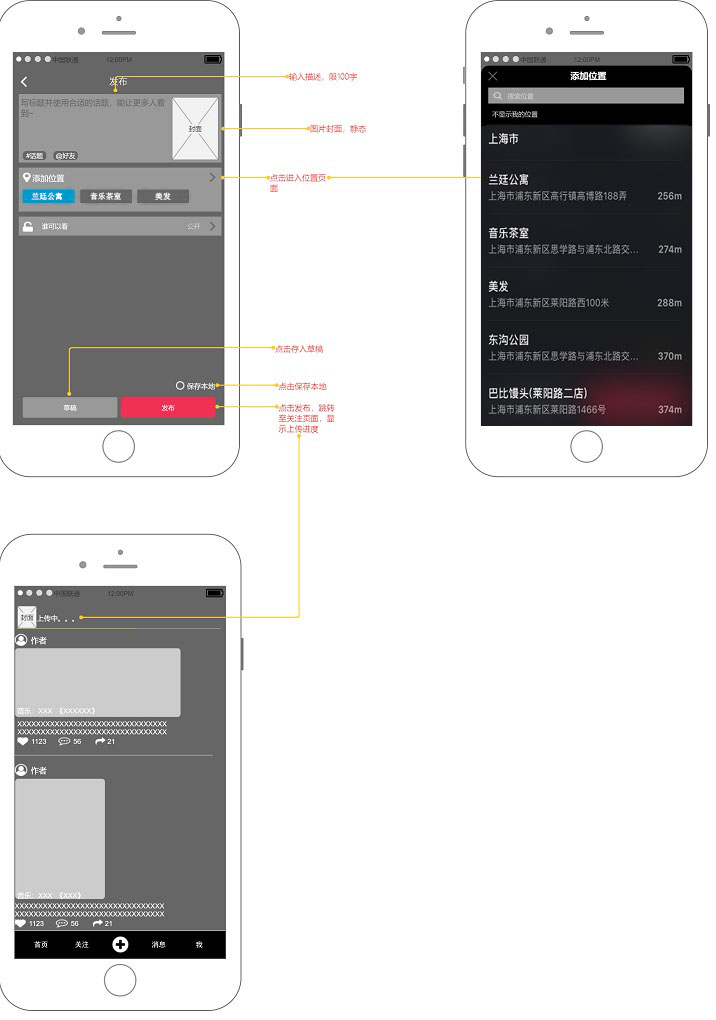 中国联通 12:00PM
发布
写标题并使用合适的话题，能让更多人看
到~
封面
#话题 @好友
添加位置
兰廷公寓 音乐茶室 美发
谁可以看 公开
保存本地
草稿 发布
输入描述，限100字
图片封面，静态
点击进入位置页
面
点击存入草稿
点击保存本地
点击发布，跳转
至关注页面，显
示上传进度
中国联通 12:00PM
添加位置
搜索位置
不显示我的位置
上海市
兰廷公寓
上海市浦东新区高行镇高博路188弄 256m
音乐茶室
上海市浦东新区思学路与浦东北路交... 274m
美发
上海市浦东新区莱阳路西100米 288m
东沟公园
上海市浦东新区思学路与浦东北路交... 370m
巴比馒头(莱阳路二店)
上海市浦东新区莱阳路1466号 374m
中国联通 12:00PM
封面 上传中。。。
作者
音乐：XXX 《XXXXXX》
XXXXXXXXXXXXXXXXXXXXXXXXX
XXXXXXXXXXXXXXXXXXXXXXXXX
1123 56 21
作者
音乐：XXX 《XXX》
XXXXXXXXXXXXXXXXXXXXXXXXX
XXXXXXXXXXXXXXXXXXXXXXXXX
1123 56 21
首页 关注 消息 我